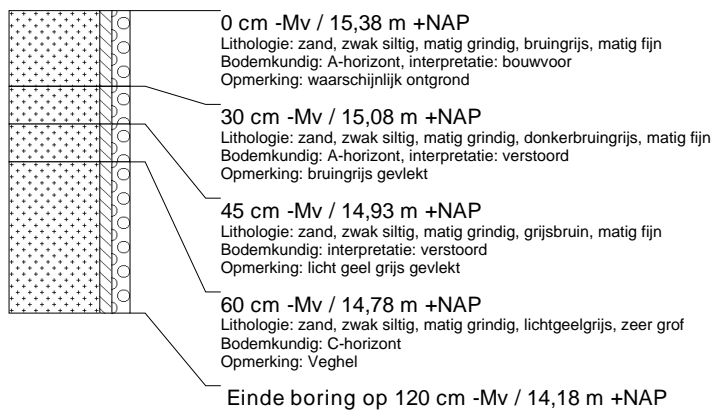 0 cm -Mv / 15,38 m +NAP
Lithologie: zand, zwak siltig, matig grindig, bruingrijs, matig fijn
Bodemkundig: A-horizont, interpretatie: bouwvoor
Opmerking: waarschijnlijk ontgrond
30 cm -Mv / 15,08 m +NAP
Lithologie: zand, zwak siltig, matig grindig, donkerbruingrijs, matig fijn
Bodemkundig: A-horizont, interpretatie: verstoord
Opmerking: bruingrijs gevlekt
45 cm -Mv / 14,93 m +NAP
Lithologie: zand, zwak siltig, matig grindig, grijsbruin, matig fijn
Bodemkundig: interpretatie: verstoord
Opmerking: licht geel grijs gevlekt
60 cm -Mv / 14,78 m +NAP
Lithologie: zand, zwak siltig, matig grindig, lichtgeelgrijs, zeer grof
Bodemkundig: C-horizont
Opmerking: Veghel
Einde boring op 120 cm -Mv / 14,18 m +NAP